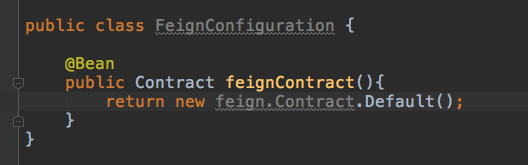 public class FeignConfiguration {
@Bean
public Contract feignContract(){
return new feign.Contract.Default();
}
}